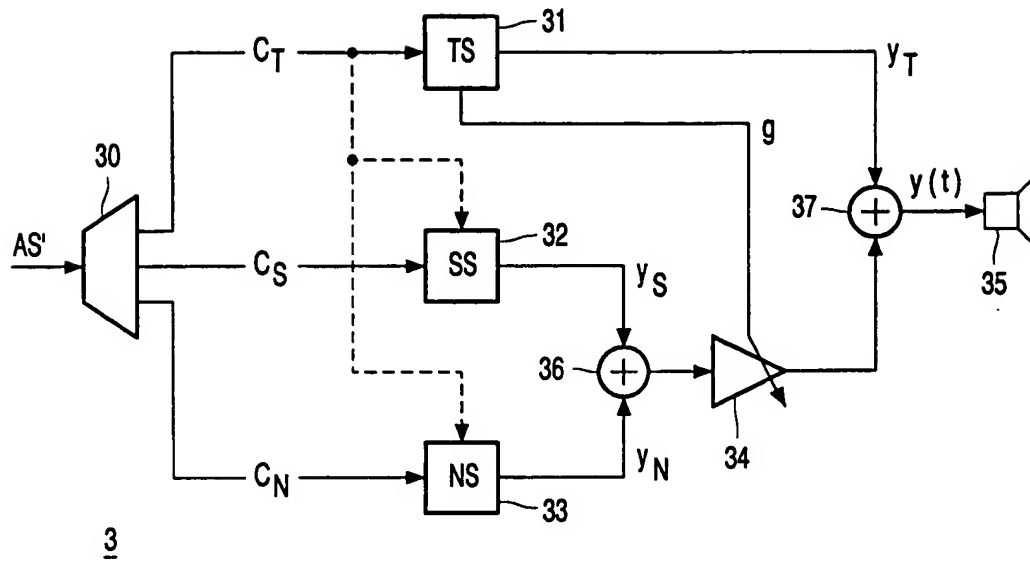 31
C_T
TS
y_T
g
30
y(t)
37
AS'
32
35
C_S
SS
y_S
36
34
C_N
NS
y_N
33
3